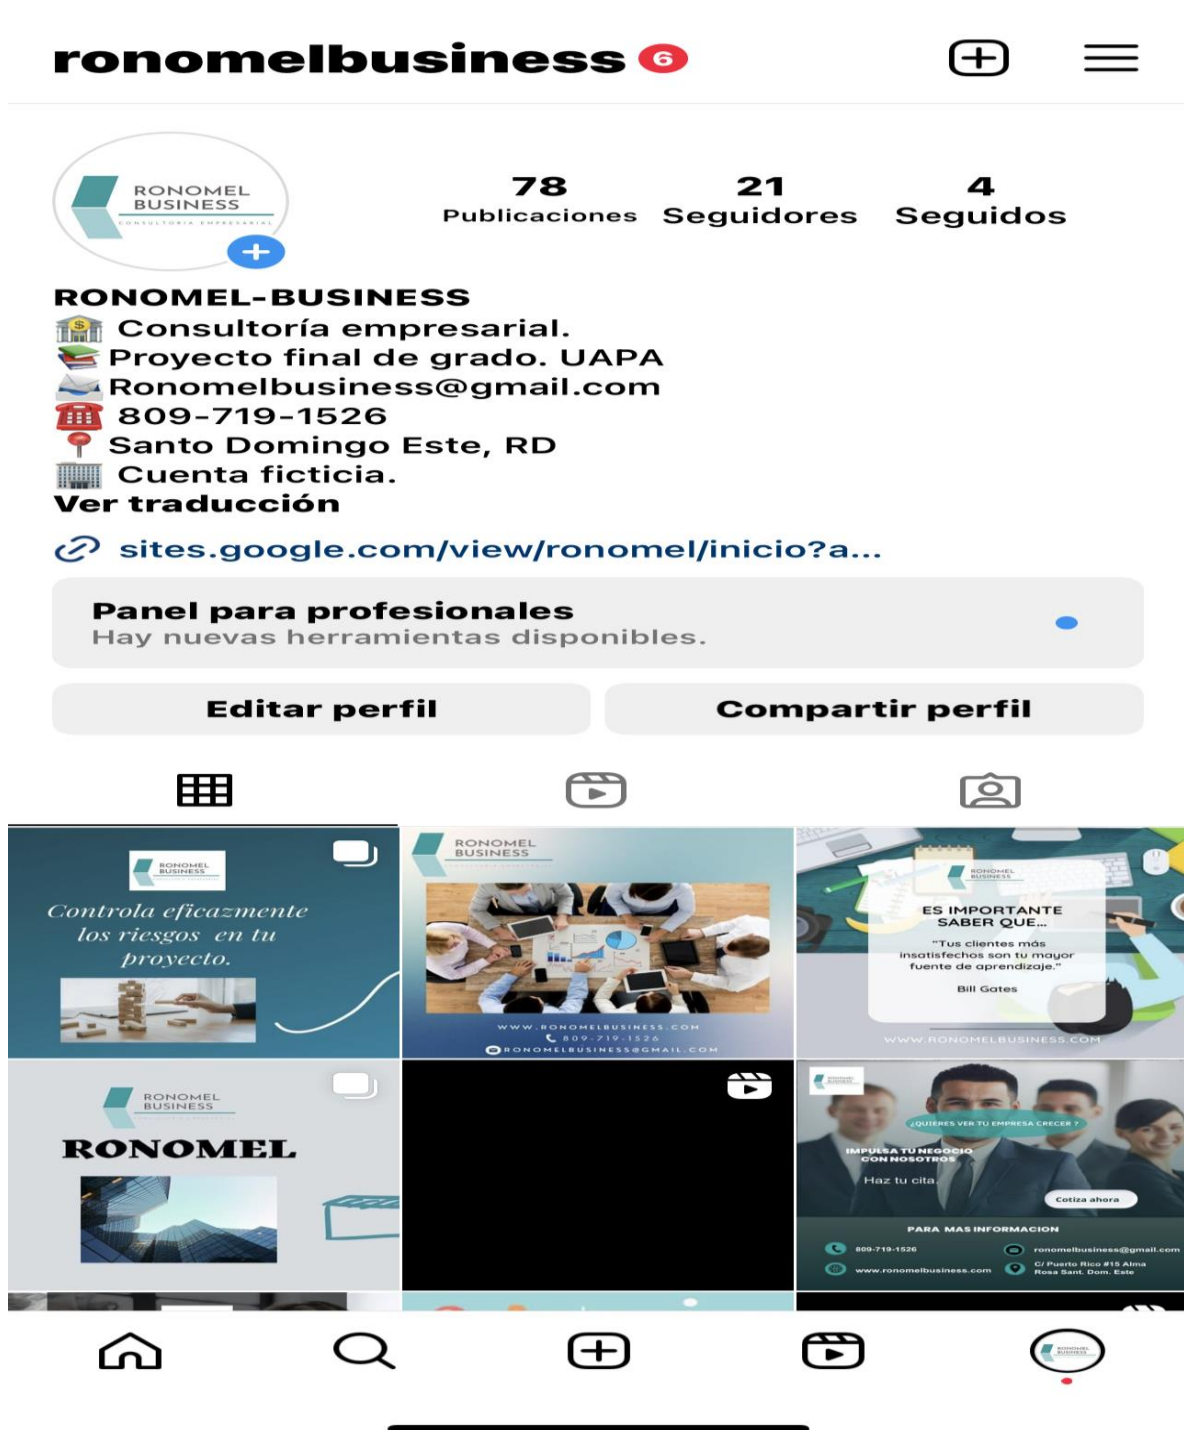 ronomelbusiness 6
RONOMEL
BUSINESS
CONSULTORIA EMPRESARIAL
78 21 4
Publicaciones Seguidores Seguidos
RONOMEL-BUSINESS
Consultoría empresarial.
Proyecto final de grado. UAPA
Ronomelbusiness@gmail.com
809-719-1526
Santo Domingo Este, RD
Cuenta ficticia.
Ver traducción
sites.google.com/view/ronomel/inicio?a...
Panel para profesionales
Hay nuevas herramientas disponibles.
Editar perfil Compartir perfil
RONOMEL
BUSINESS
Controla eficazmente
los riesgos en tu
proyecto.
RONOMEL
BUSINESS
WWW.RONOMELBUSINESS.COM
809-719-1526
RONOMELBUSINESS@GMAIL.COM
RONOMEL
BUSINESS
ES IMPORTANTE
SABER QUE...
"Tus clientes más
insatisfechos son tu mayor
fuente de aprendizaje."
Bill Gates
WWW.RONOMELBUSINESS.COM
RONOMEL
BUSINESS
RONOMEL
¿QUIERES VER TU EMPRESA CRECER ?
IMPULSA TU NEGOCIO
CON NOSOTROS
Haz tu cita.
Cotiza ahora
PARA MAS INFORMACION
809-719-1526
ronomelbusiness@gmail.com
www.ronomelbusiness.com
C/ Puerto Rico #15 Alma
Rosa Sant. Dom. Este